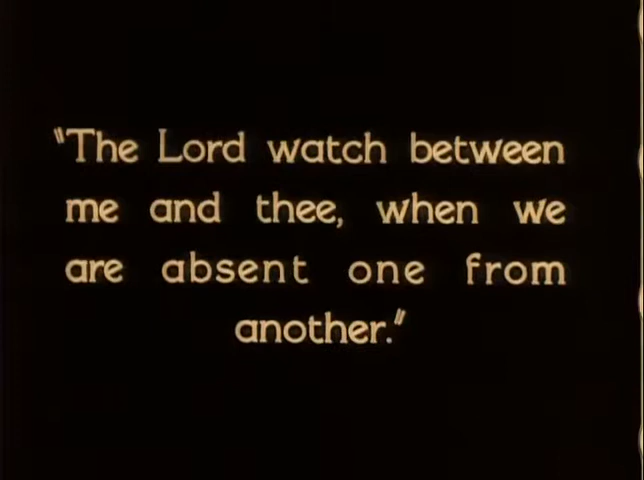 "The Lord watch between
me and thee, when we
are absent one from
another."